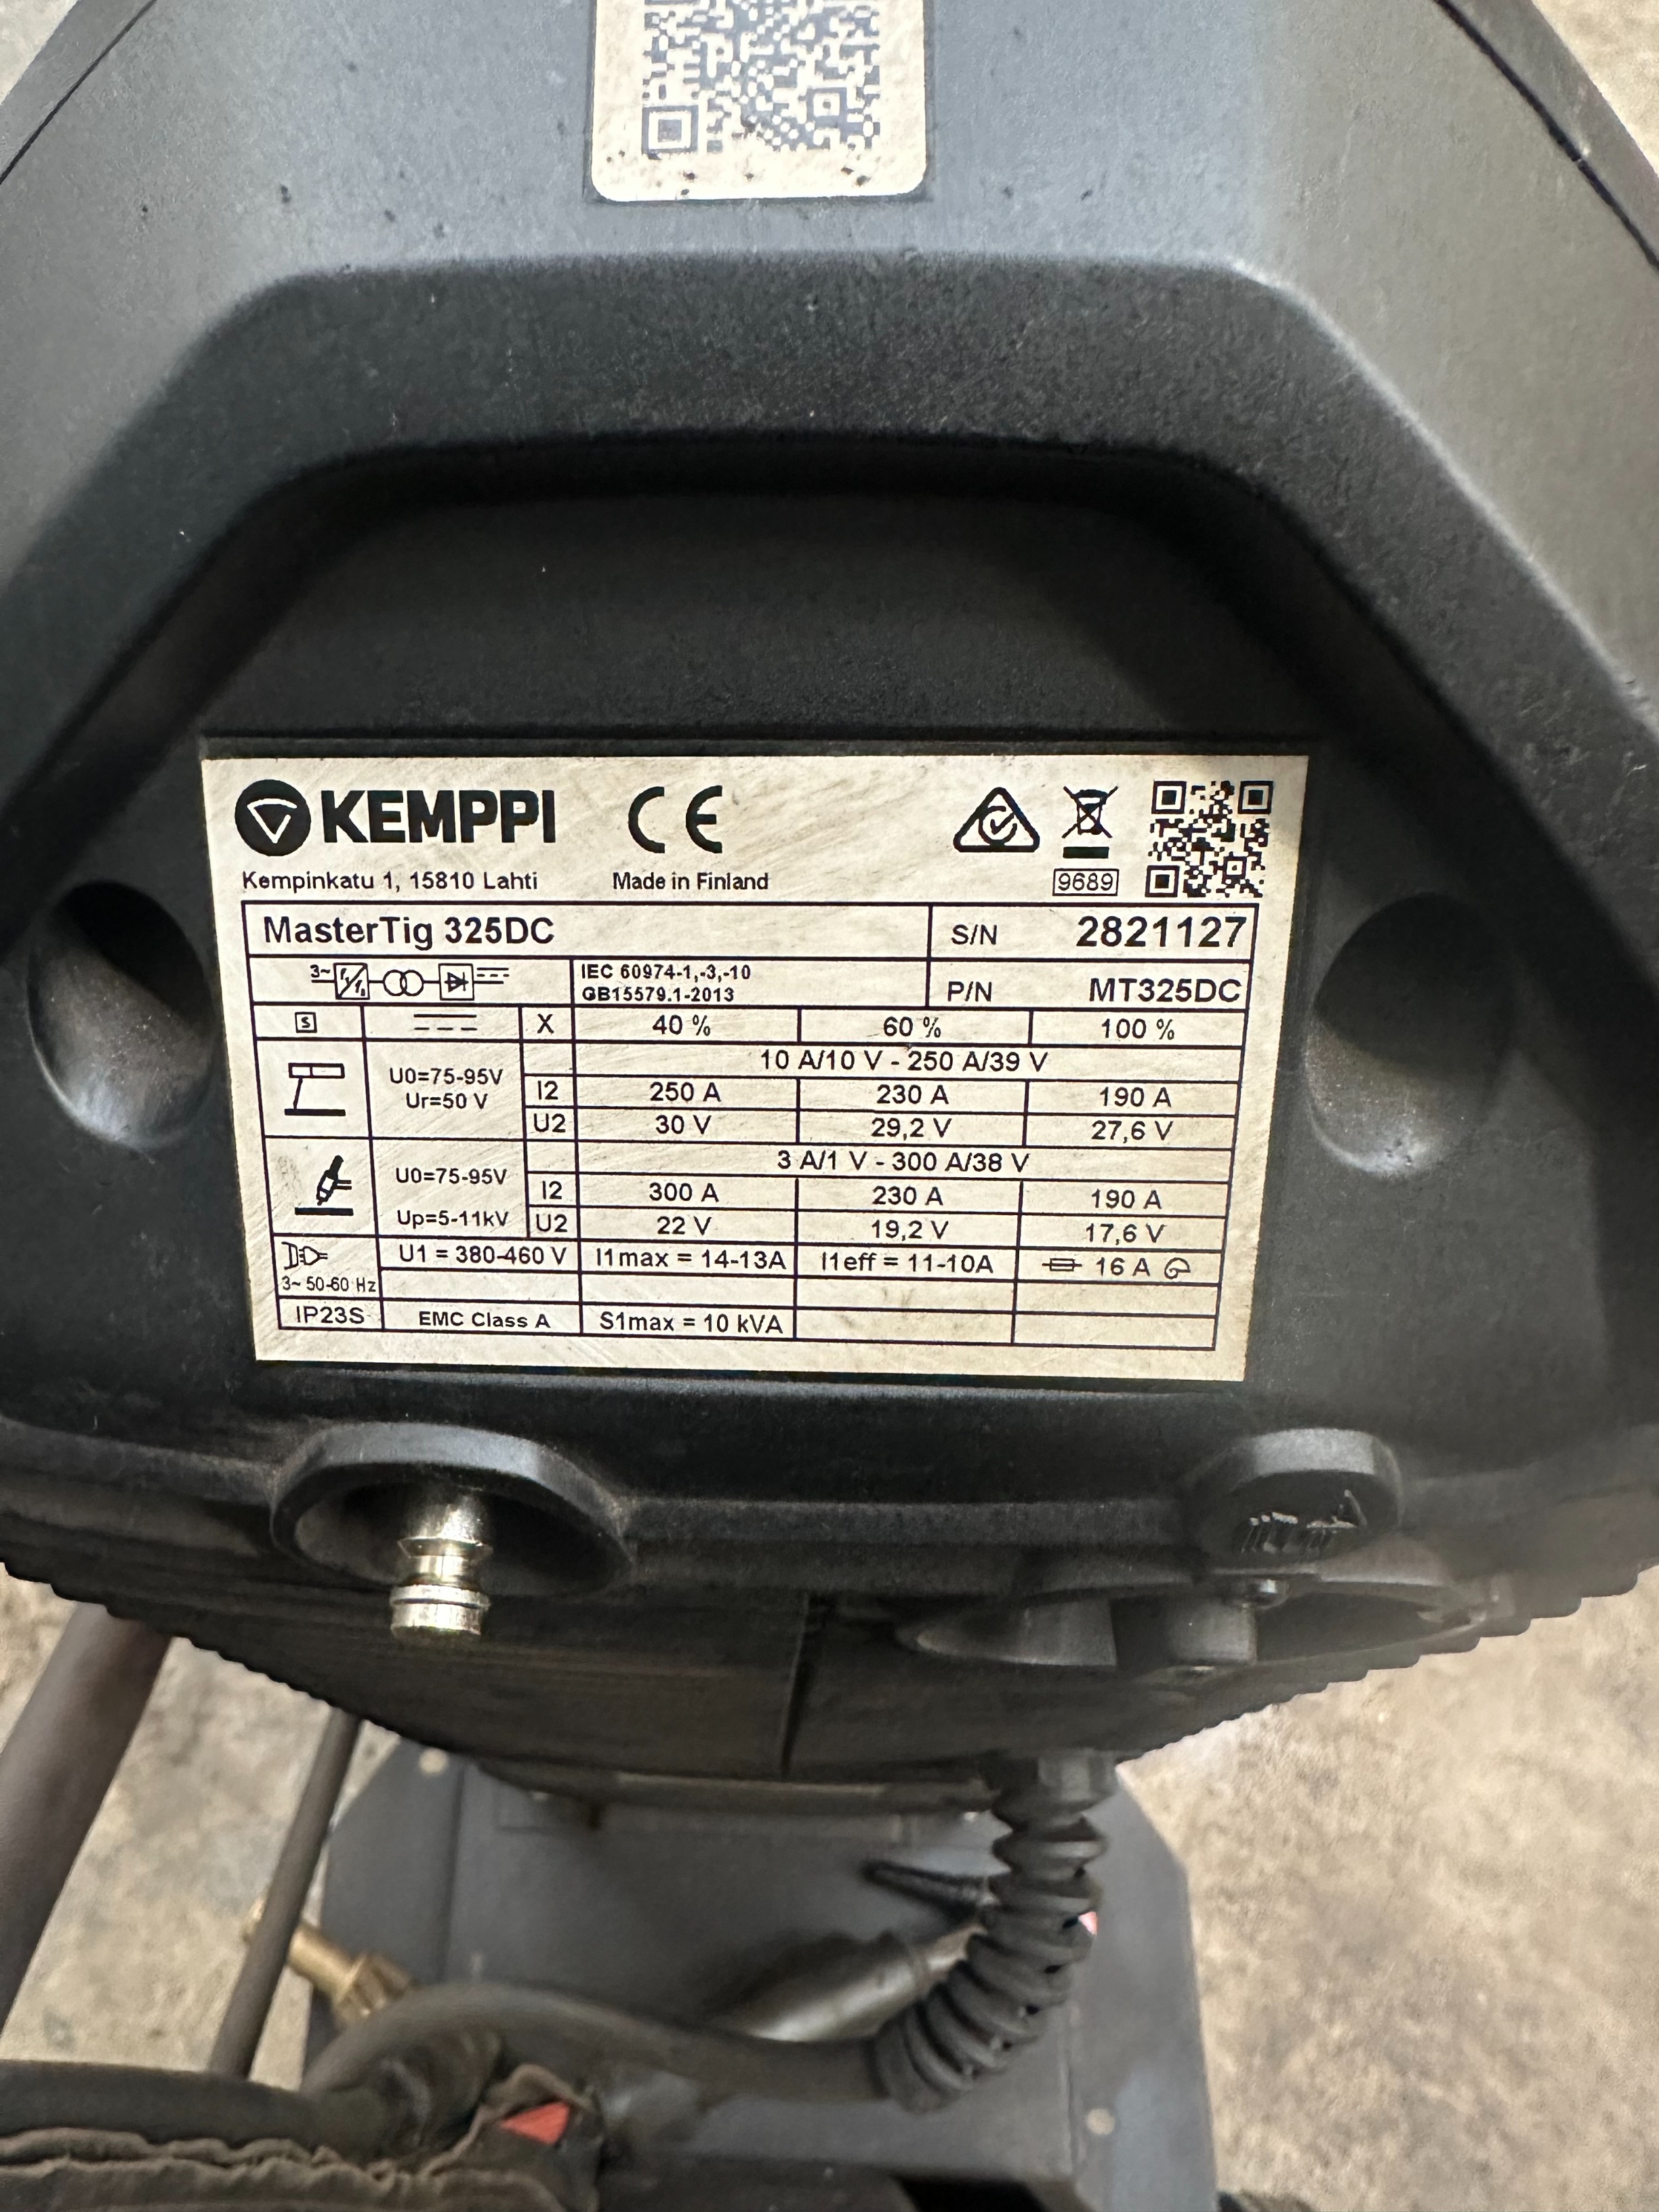 KEMPPI CE
Kempinkatu 1, 15810 Lahti Made in Finland 9689
MasterTig 325DC S/N 2821127
3~ f1/f2 IEC 60974-1,-3,-10
GB15579.1-2013 P/N MT325DC
S X 40 % 60 % 100 %
10 A/10 V - 250 A/39 V
U0=75-95V I2 250 A 230 A 190 A
Ur=50 V U2 30 V 29,2 V 27,6 V
3 A/1 V - 300 A/38 V
U0=75-95V I2 300 A 230 A 190 A
Up=5-11kV U2 22 V 19,2 V 17,6 V
U1 = 380-460 V I1max = 14-13A I1eff = 11-10A 16 A
3~ 50-60 Hz
IP23S EMC Class A S1max = 10 kVA